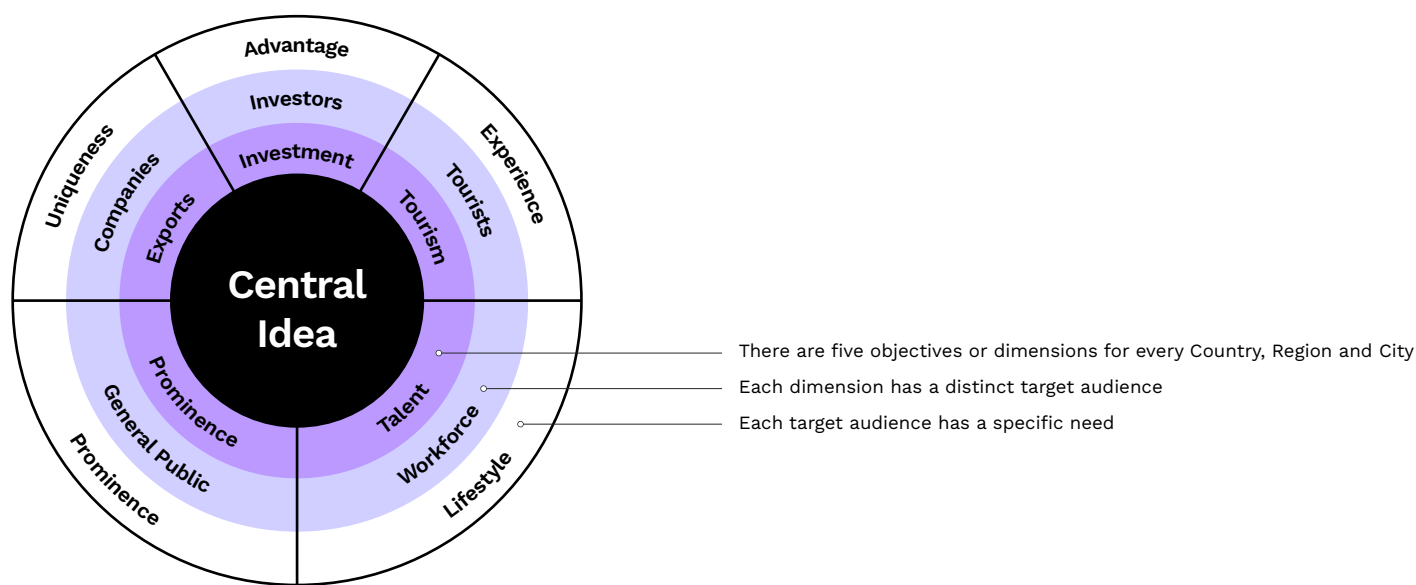 Advantage
Investors
Investment
Uniqueness
Companies
Exports
Experience
Tourists
Tourism
Central
Idea
Prominence
General Public
Prominence
Talent
Workforce
Lifestyle
There are five objectives or dimensions for every Country, Region and City
Each dimension has a distinct target audience
Each target audience has a specific need